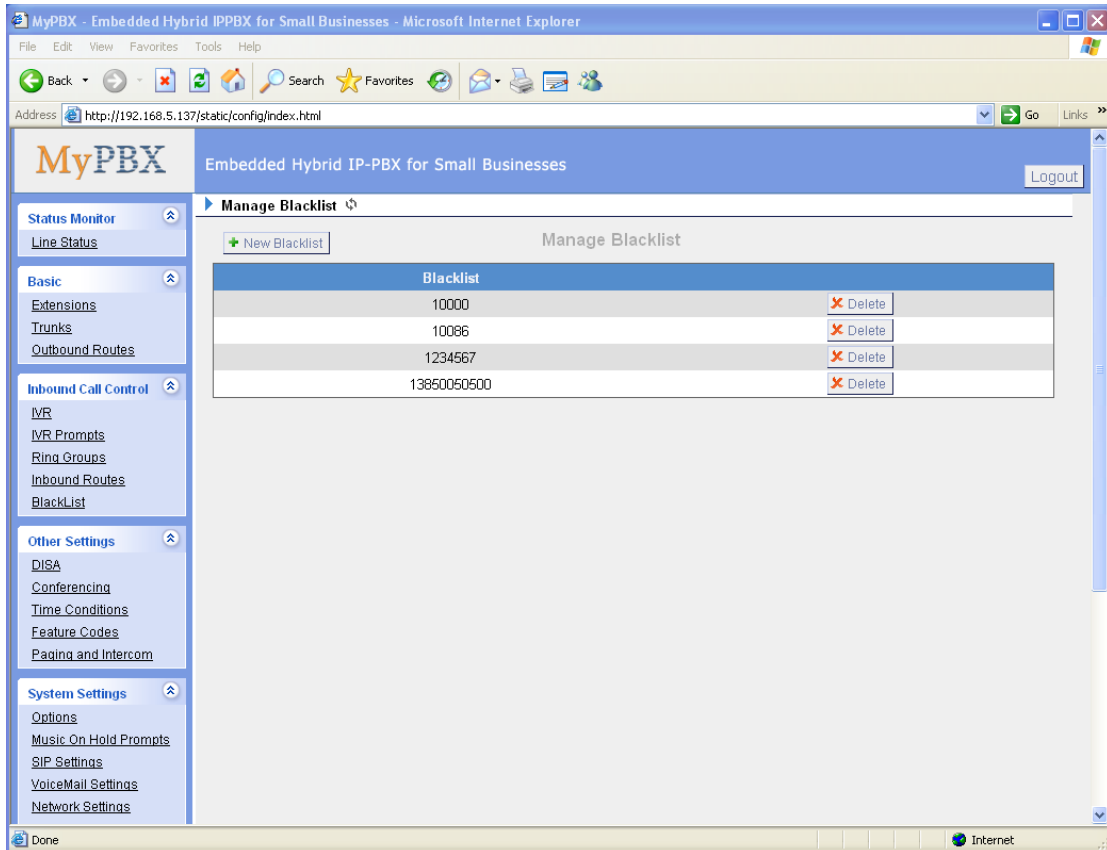 MyPBX - Embedded Hybrid IPPBX for Small Businesses - Microsoft Internet Explorer
File Edit View Favorites Tools Help
Back Search Favorites
Address http://192.168.5.137/static/config/index.html Go Links »
MyPBX
Embedded Hybrid IP-PBX for Small Businesses
Logout
Status Monitor
Line Status
Basic
Extensions
Trunks
Outbound Routes
Inbound Call Control
IVR
IVR Prompts
Ring Groups
Inbound Routes
BlackList
Other Settings
DISA
Conferencing
Time Conditions
Feature Codes
Paging and Intercom
System Settings
Options
Music On Hold Prompts
SIP Settings
VoiceMail Settings
Network Settings
Manage Blacklist
New Blacklist
Manage Blacklist
Blacklist
10000 Delete
10086 Delete
1234567 Delete
13850050500 Delete
Done Internet